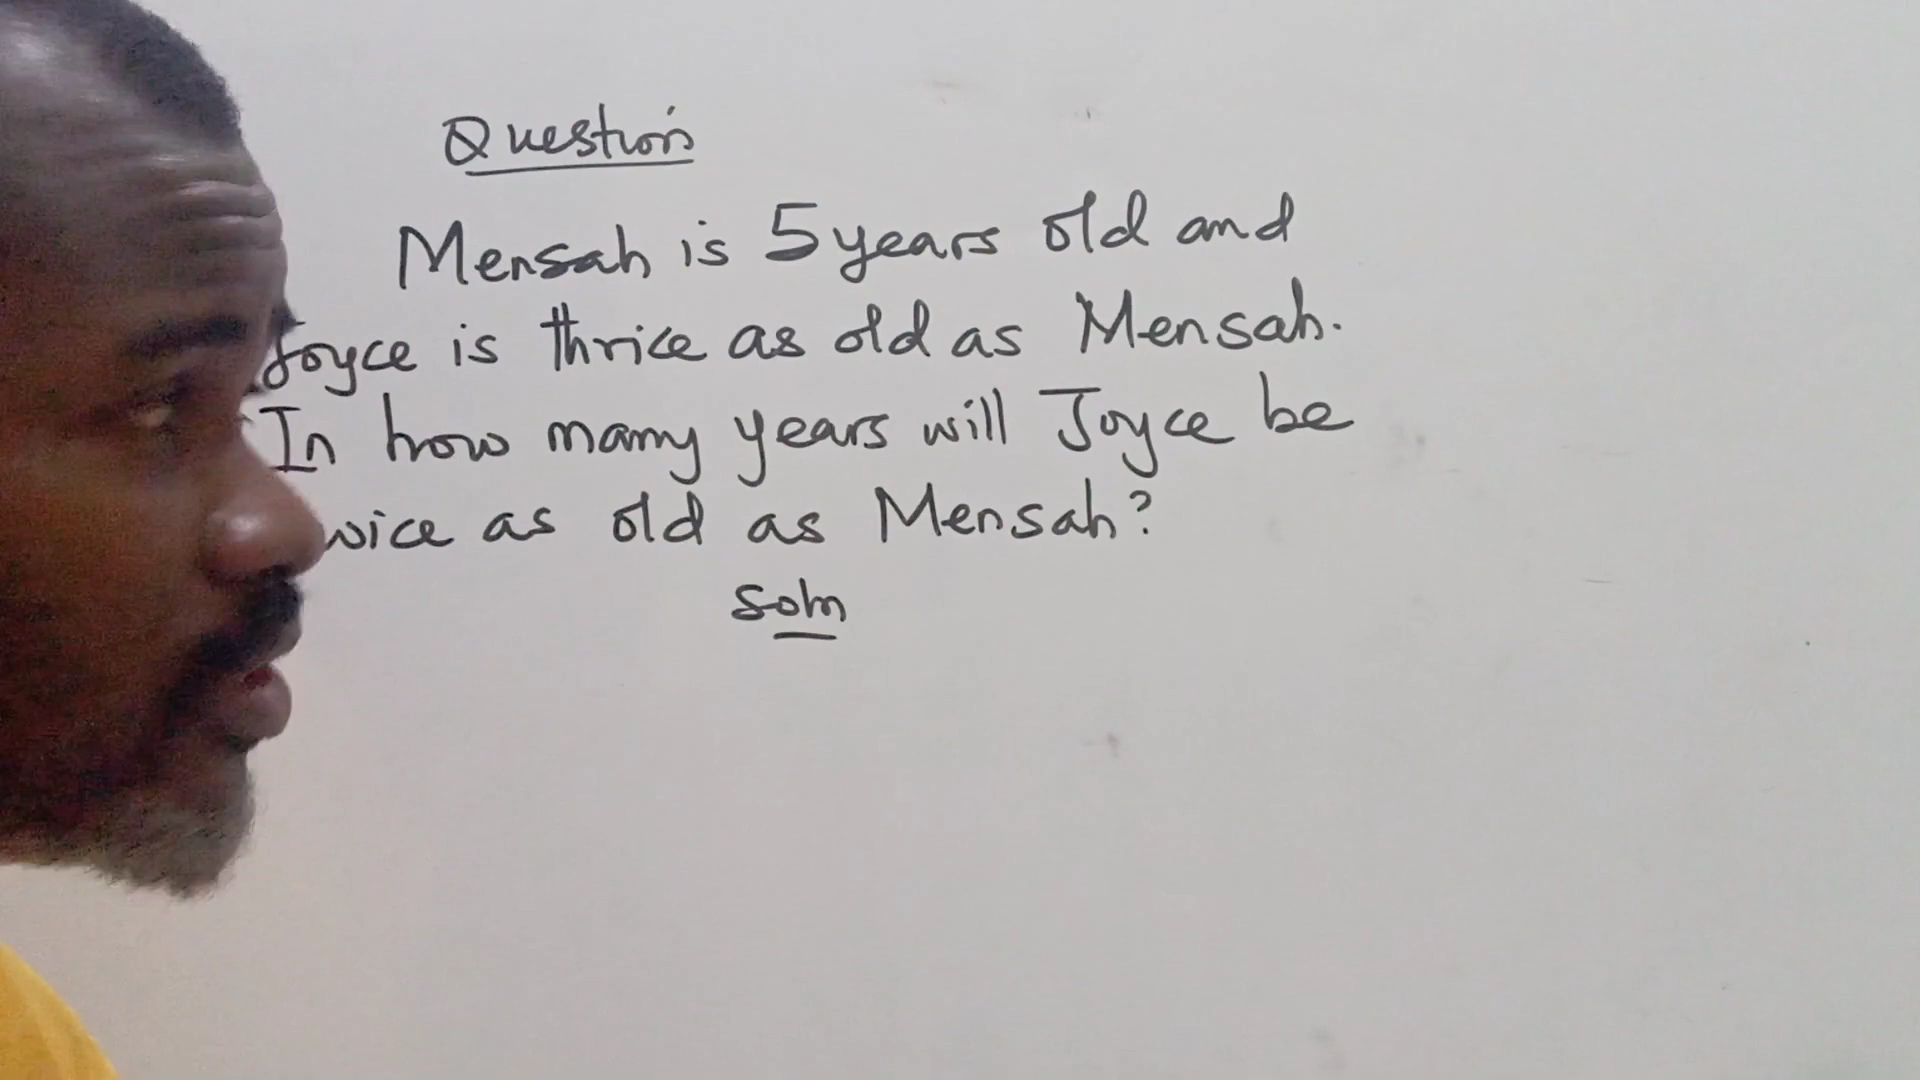 Question
Mensah is 5 years old and
Joyce is thrice as old as Mensah.
In how many years will Joyce be
wice as old as Mensah?
Soln